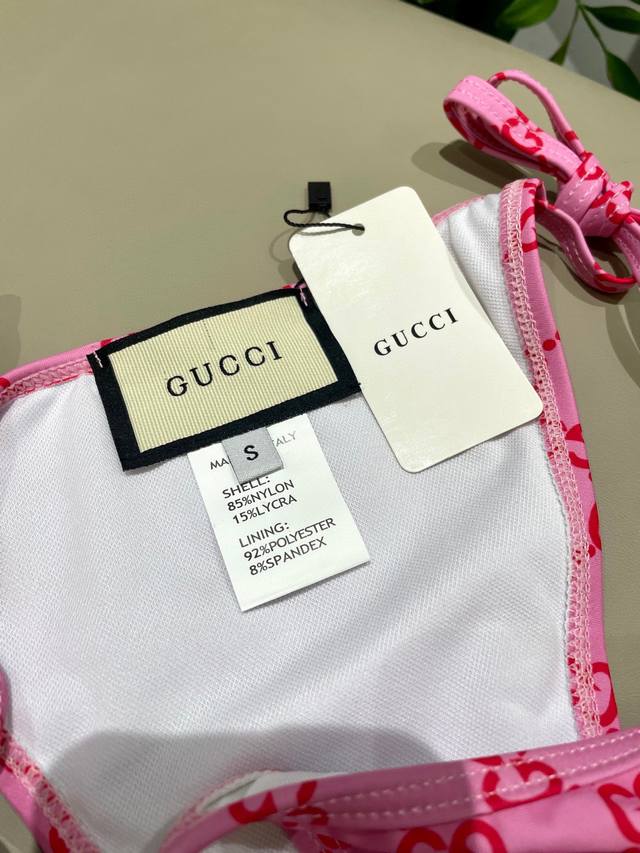 GUCCI
GUCCI
S
MA ALY
SHELL:
85%NYLON
15%LYCRA
LINING:
92%POLYESTER
8%SPANDEX